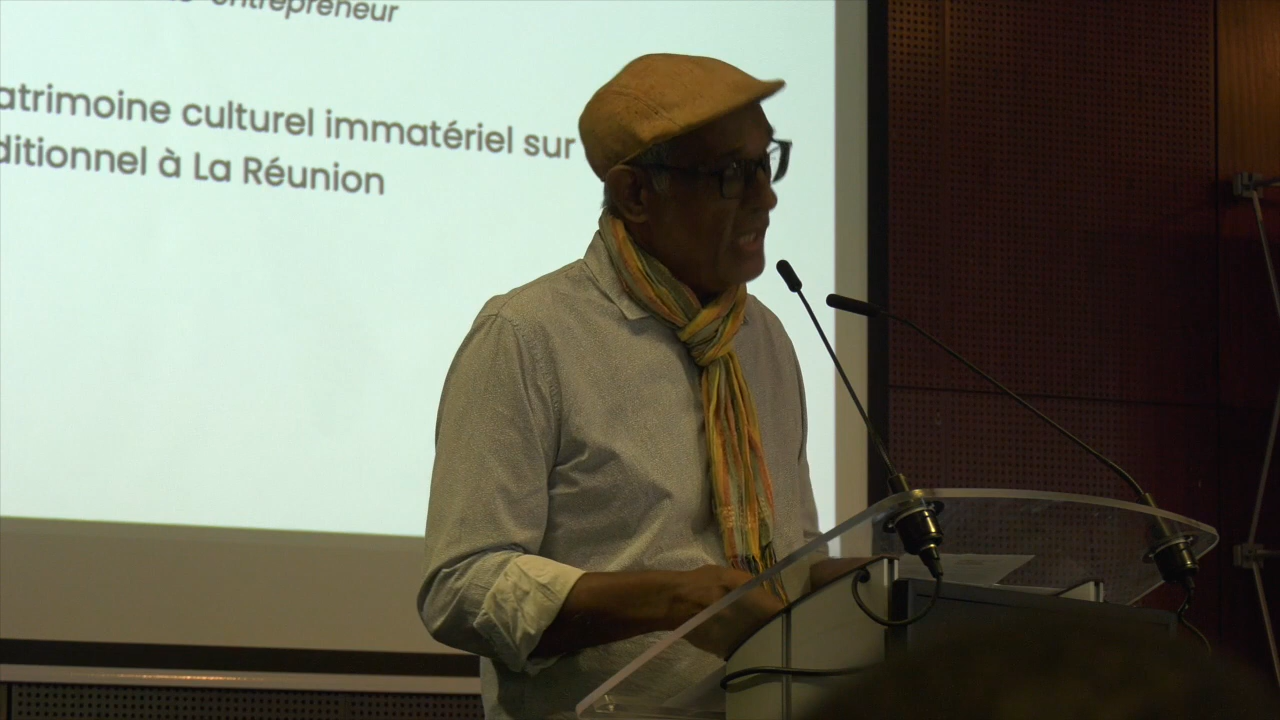 entrepreneur
atrimoine culturel immatériel sur
ditionnel à La Réunion